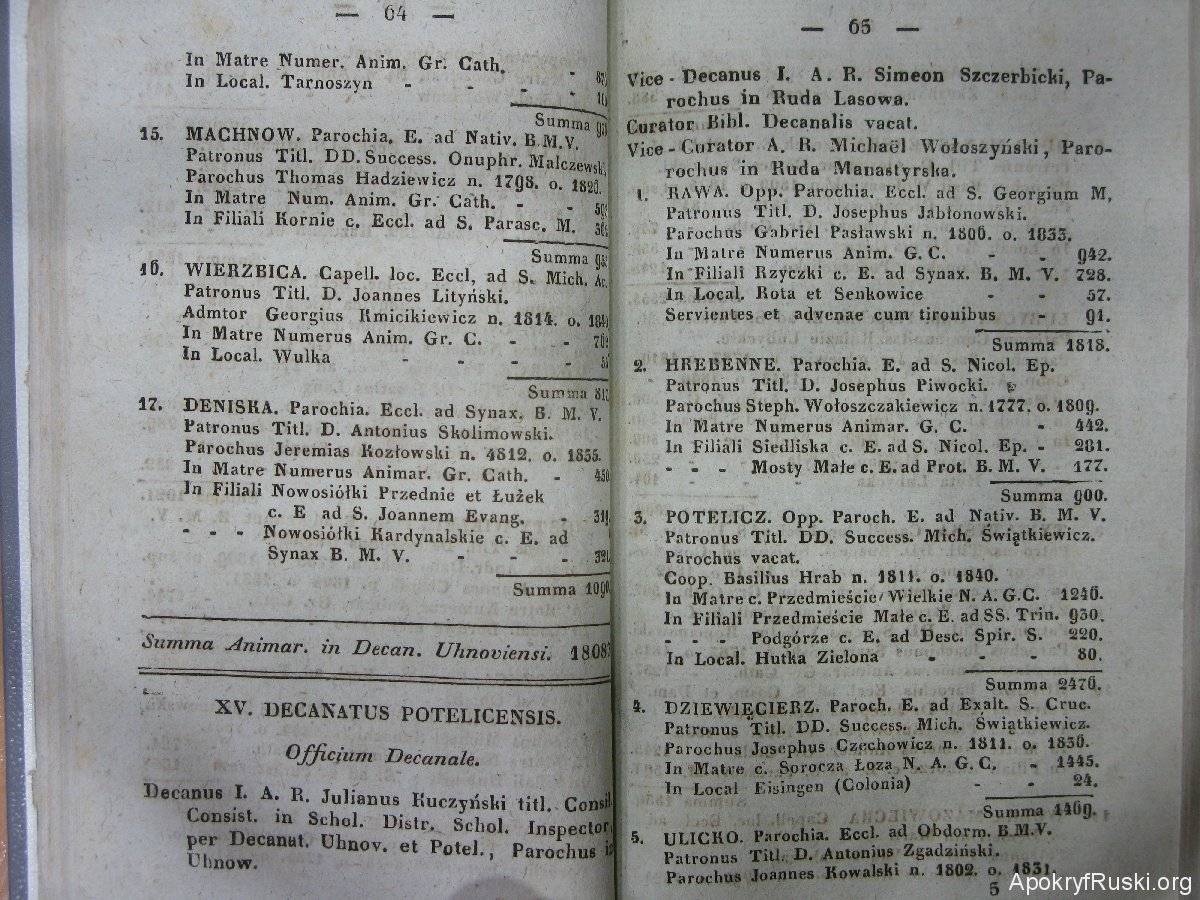 — 64 —
In Matre Numer. Anim. Gr. Cath. -
In Local. Tarnoszyn - - - -
Summa
15. MACHNOW. Parochia. E. ad Nativ. B.M.V.
Patronus Titl. DD. Success. Onuphr. Malczewski.
Parochus Thomas Hadziewicz n. 1798. o. 1826.
In Matre Num. Anim. Gr. Cath. - -
In Filiali Kornie c. Eccl. ad S. Parasc. M.
Summa
16. WIERZBICA. Capell. loc. Eccl, ad S. Mich. Ar.
Patronus Titl. D. Joannes Lityński.
Admtor Georgius Kmicikiewicz n. 1814. o.
In Matre Numerus Anim. Gr. C. - -
In Local. Wulka - - - -
Summa
17. DENISKA. Parochia. Eccl. ad Synax. B. M. V.
Patronus Titl. D. Antonius Skolimowski.
Parochus Jeremias Kozłowski n. 4812. o. 1835.
In Matre Numerus Animar. Gr. Cath. - 450
In Filiali Nowosiółki Przednie et Łużek
c. E ad S. Joannem Evang. - 319
- - - Nowosiółki Kardynalskie c. E. ad
Synax B. M. V. - - - 321
Summa 1090
Summa Animar. in Decan. Uhnoviensi. 18083
XV. DECANATUS POTELICENSIS.
Officium Decanale.
Decanus I. A. R. Julianus Kuczyński titl. Consil.
Consist. in Schol. Distr. Schol. Inspector
per Decanat. Uhnov. et Potel., Parochus in
Uhnow.
— 65 —
Vice-Decanus I. A. R. Simeon Szczerbicki, Pa-
rochus in Ruda Lasowa.
Curator Bibl. Decanalis vacat.
Vice-Curator A. R. Michaël Wołoszyński, Paro-
rochus in Ruda Manastyrska.
1. RAWA. Opp. Parochia. Eccl. ad S. Georgium M,
Patronus Titl. D. Josephus Jabłonowski.
Parochus Gabriel Pasławski n. 1806. o. 1833.
In Matre Numerus Anim. G. C. - - 942.
In Filiali Rzyczki c. E. ad Synax. B. M. V. 728.
In Local. Rota et Senkowice - - 57.
Servientes et advenae cum tironibus - 91.
Summa 1818.
2. HREBENNE. Parochia. E. ad S. Nicol. Ep.
Patronus Titl. D. Josephus Piwocki.
Parochus Steph. Wołoszczakiewicz n. 1777. o. 1809.
In Matre Numerus Animar. G. C. - 442.
In Filiali Siedliska c. E. ad S. Nicol. Ep. - 281.
- - - Mosty Małe c. E. ad Prot. B. M. V. 177.
Summa 900.
3. POTELICZ. Opp. Paroch. E. ad Nativ. B. M. V.
Patronus Titl. DD. Success. Mich. Świątkiewicz.
Parochus vacat.
Coop. Basilius Hrab n. 1811. o. 1840.
In Matre c. Przedmieście Wielkie N. A. G. C. 1246.
In Filiali Przedmieście Małe c. E. ad SS. Trin. 930.
- - - Podgórze c. E. ad Desc. Spir. S. 220.
In Local. Hutka Zielona - - - 80.
Summa 2476.
4. DZIEWIĘCIERZ. Paroch. E. ad Exalt. S. Cruc.
Patronus Titl. DD. Success. Mich. Świątkiewicz.
Parochus Josephus Czechowicz n. 1811. o. 1836.
In Matre c. Sorocza Łoza N. A. G. C. - 1445.
In Local Eisingen (Colonia) - - 24.
Summa 1469.
5. ULICKO. Parochia. Eccl. ad Obdorm. B.M.V.
Patronus Titl. D. Antonius Zgadziński.
Parochus Joannes Kowalski n. 1802. o. 1831.
5
ApokryfRuski.org